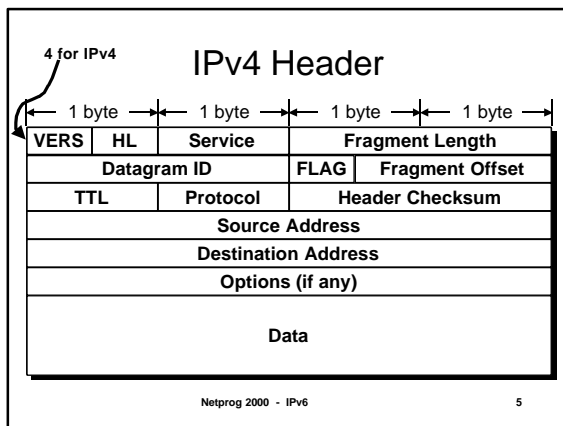 4 for IPv4
IPv4 Header
1 byte 1 byte 1 byte 1 byte
VERS HL Service Fragment Length
Datagram ID FLAG Fragment Offset
TTL Protocol Header Checksum
Source Address
Destination Address
Options (if any)
Data
Netprog 2000 - IPv6 5